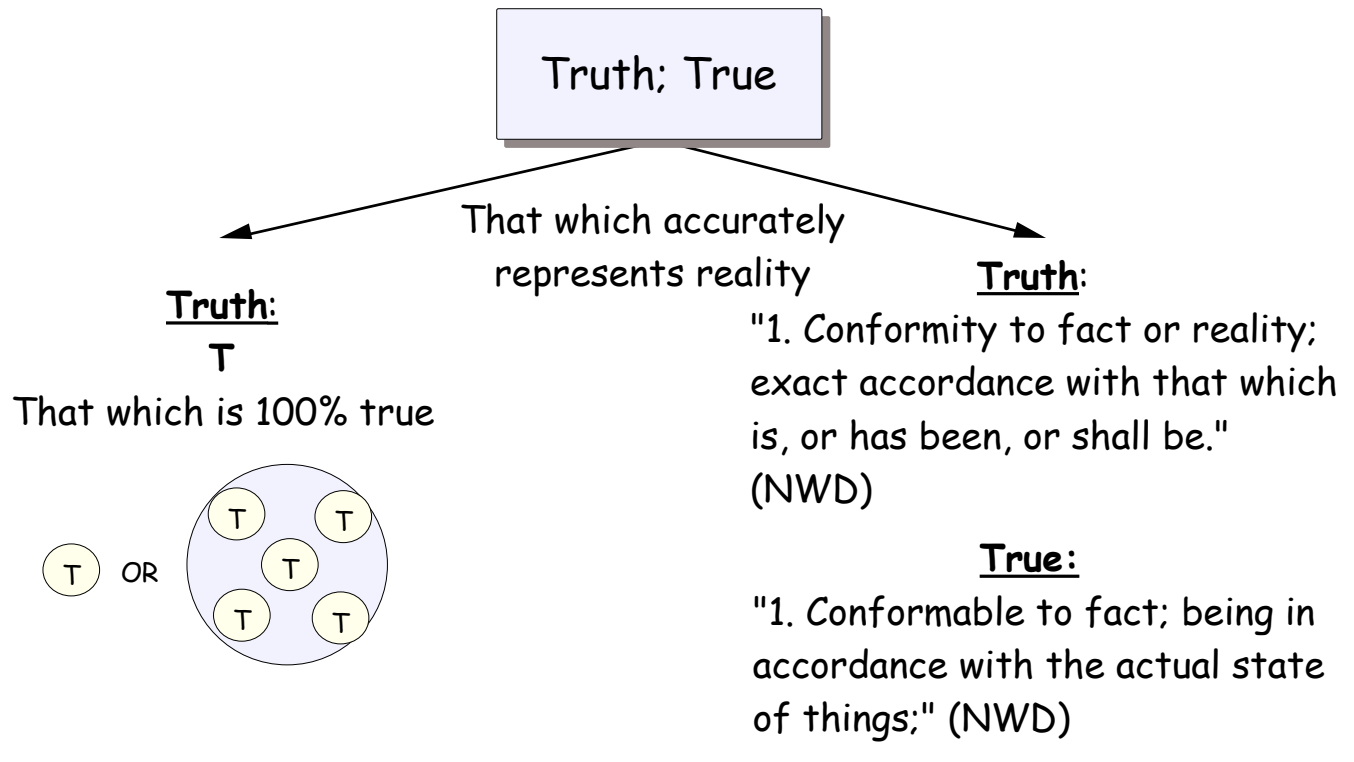 Truth; True
That which accurately
represents reality
Truth:
T
That which is 100% true
T OR
T T
T
T T
Truth:
"1. Conformity to fact or reality;
exact accordance with that which
is, or has been, or shall be."
(NWD)
True:
"1. Conformable to fact; being in
accordance with the actual state
of things;" (NWD)